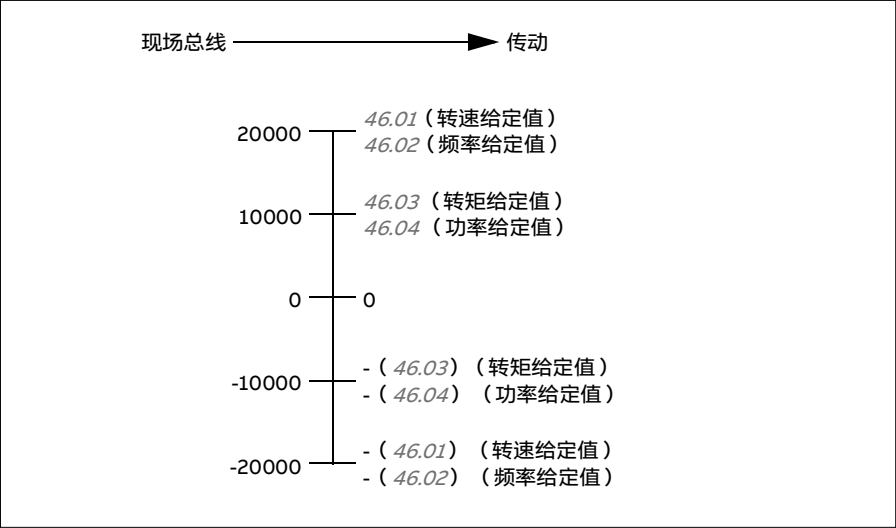 现场总线 传动
20000 46.01（转速给定值）
46.02（频率给定值）
10000 46.03（转矩给定值）
46.04（功率给定值）
0 0
-10000 -（46.03）（转矩给定值）
-（46.04）（功率给定值）
-20000 -（46.01）（转速给定值）
-（46.02）（频率给定值）